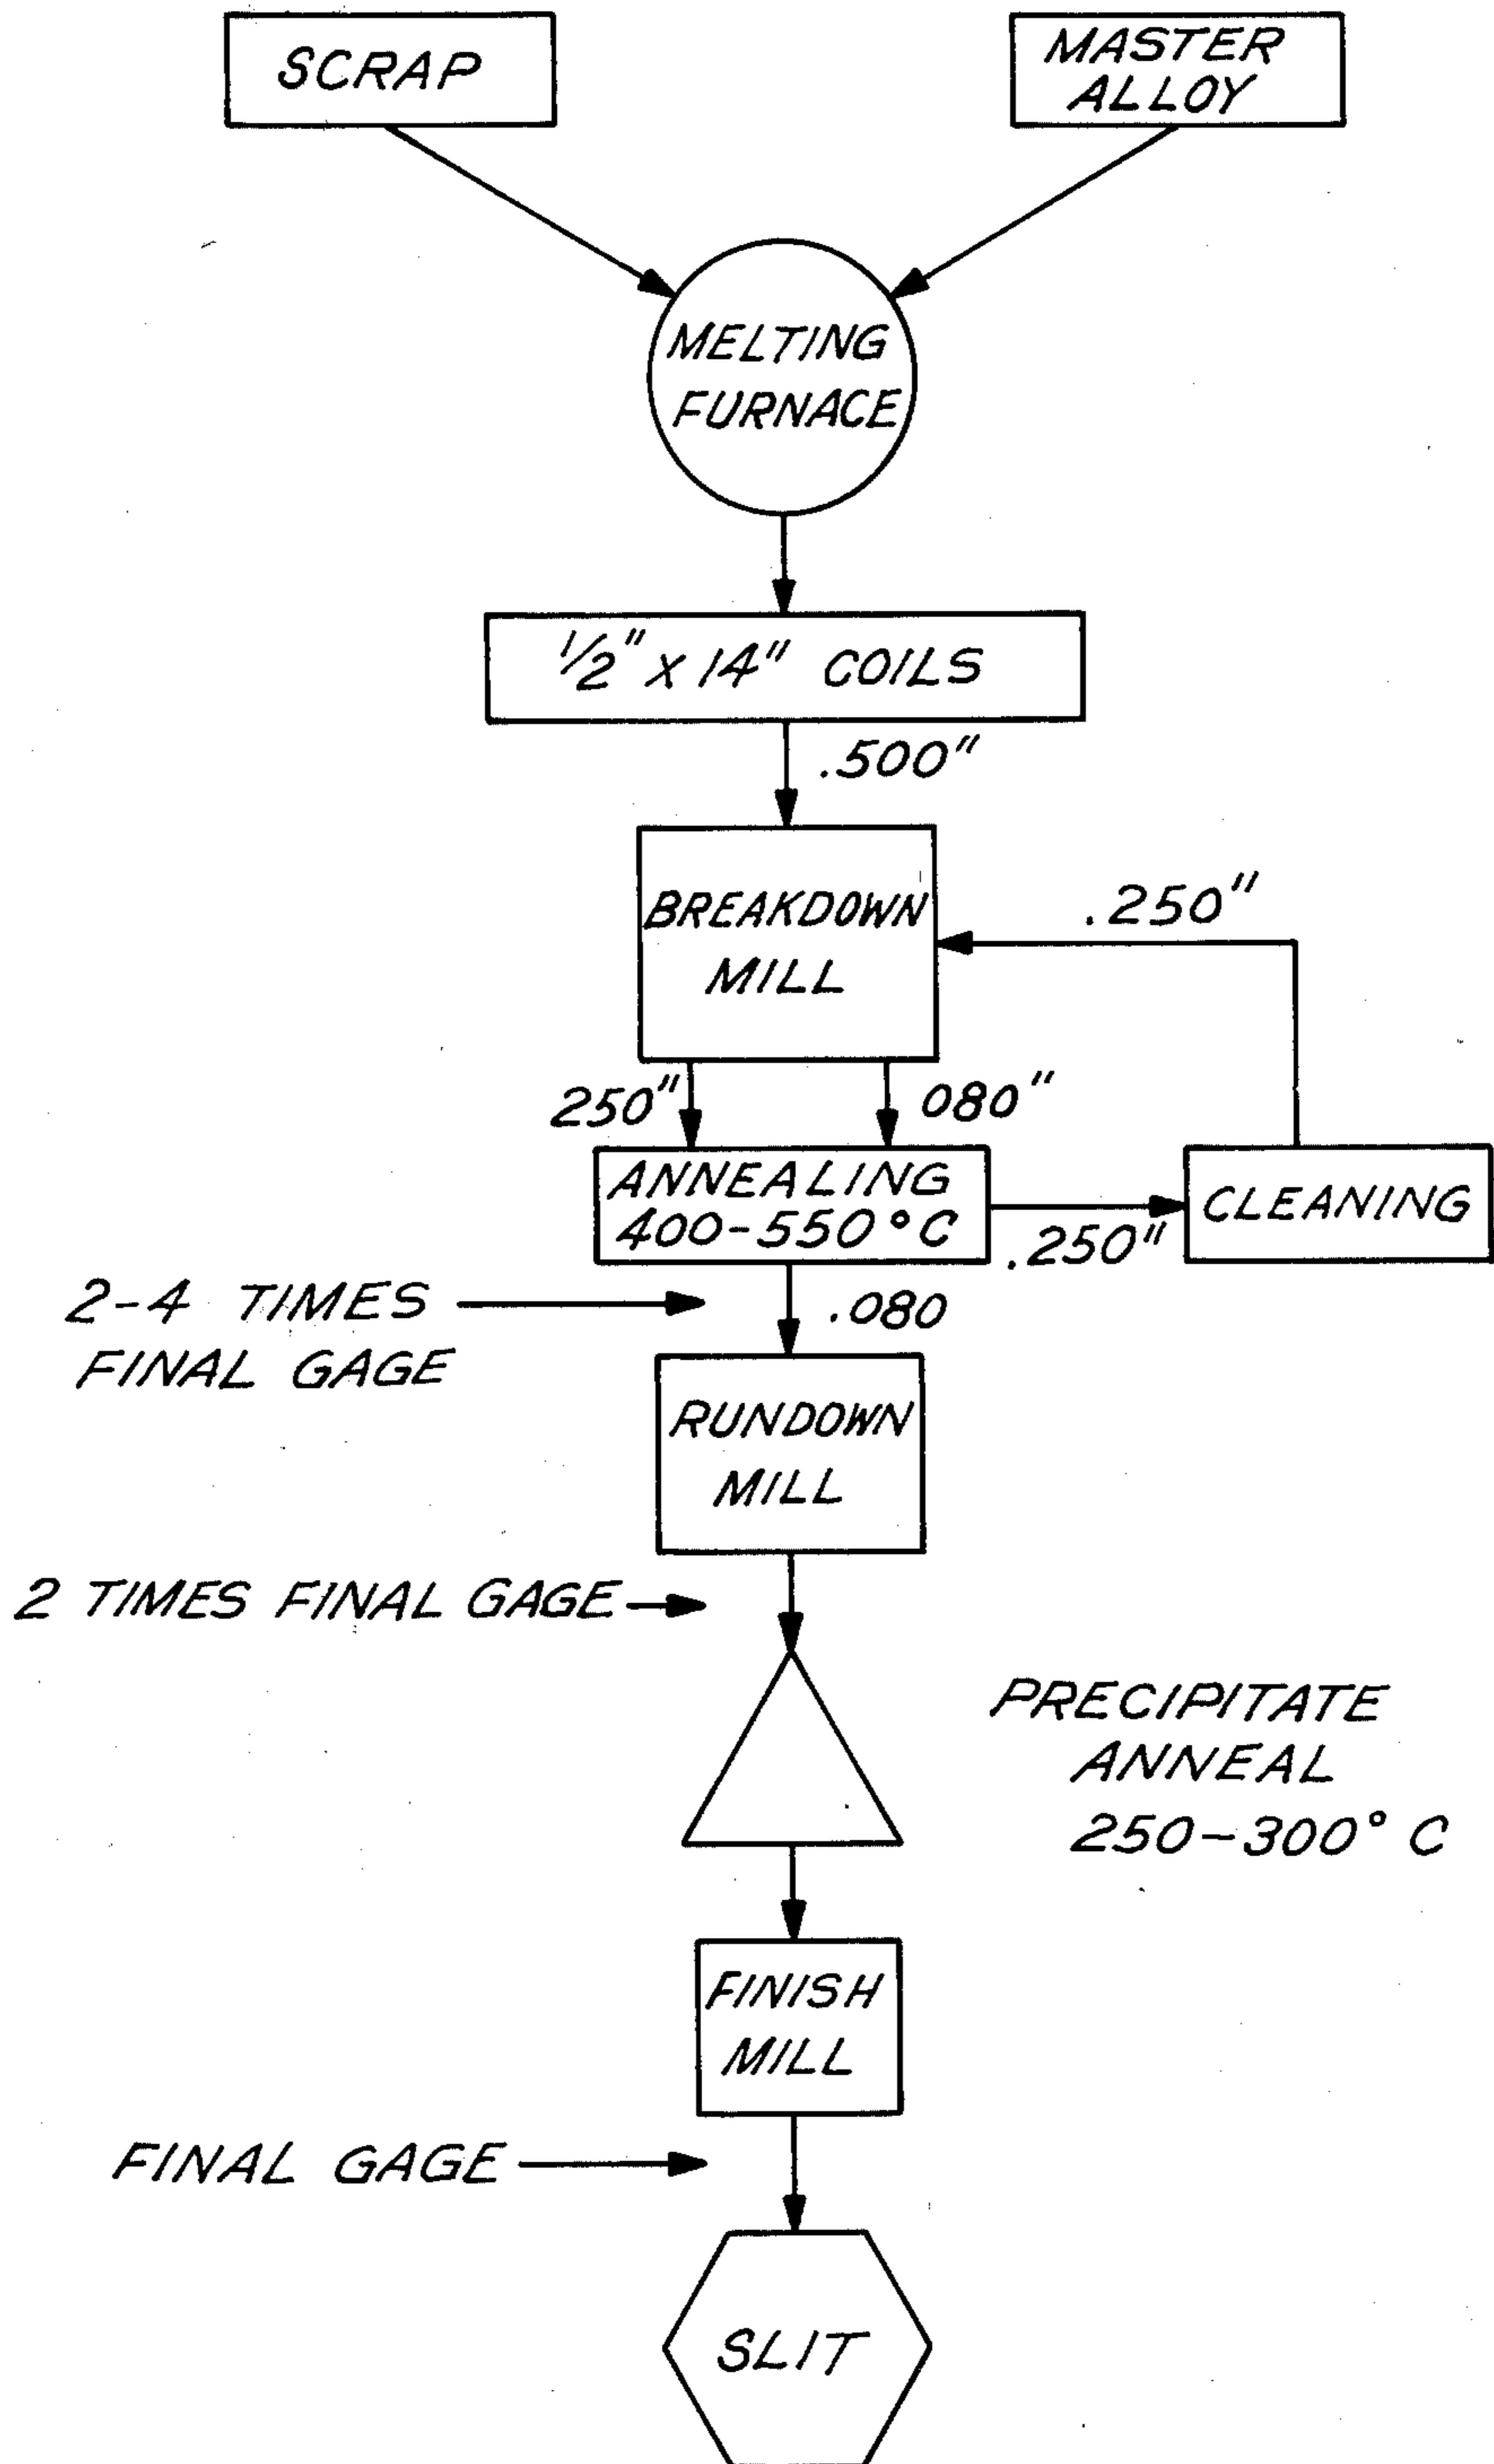 SCRAP
MASTER
ALLOY
MELTING
FURNACE
1/2" X 14" COILS
.500"
BREAKDOWN
MILL
.250"
250"
080"
ANNEALING
400-550°C
.250"
CLEANING
2-4 TIMES
FINAL GAGE
.080
RUNDOWN
MILL
2 TIMES FINAL GAGE
PRECIPITATE
ANNEAL
250-300°C
FINISH
MILL
FINAL GAGE
SLIT